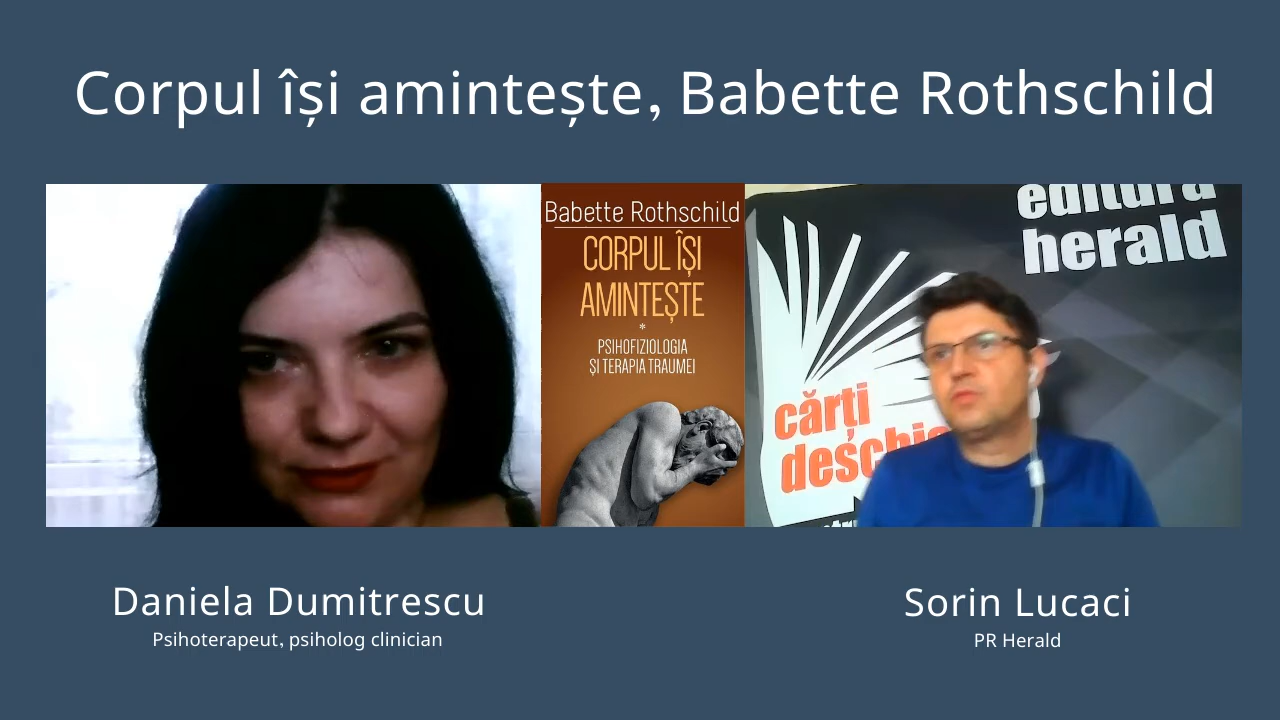 Corpul își amintește, Babette Rothschild
Babette Rothschild
CORPUL ÎȘI
AMINTEȘTE
*
PSIHOFIZIOLOGIA
ȘI TERAPIA TRAUMEI
editura
herald
cărți
Daniela Dumitrescu
Psihoterapeut, psiholog clinician
Sorin Lucaci
PR Herald